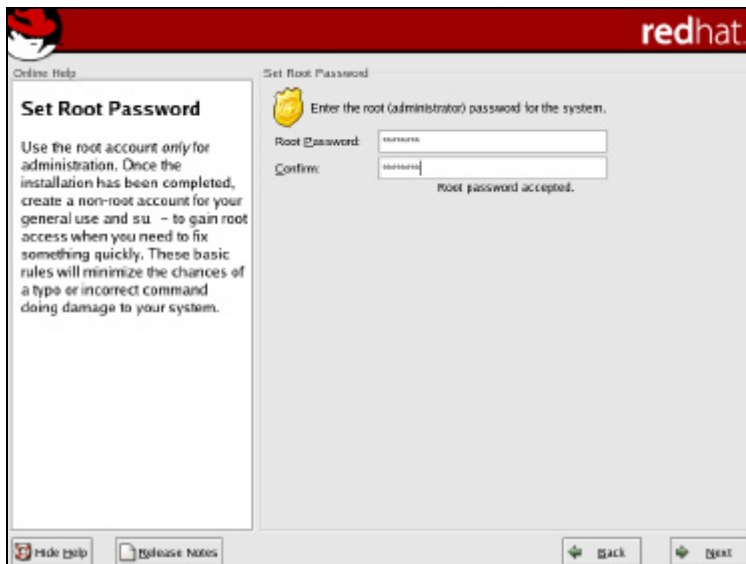 redhat.
Online Help
Set Root Password
Use the root account only for
administration. Once the
installation has been completed,
create a non-root account for your
general use and su - to gain root
access when you need to fix
something quickly. These basic
rules will minimize the chances of
a typo or incorrect command
doing damage to your system.
Set Root Password
Enter the root (administrator) password for the system.
Root Password: ********
Confirm: ********
Root password accepted.
Hide Help
Release Notes
Back
Next